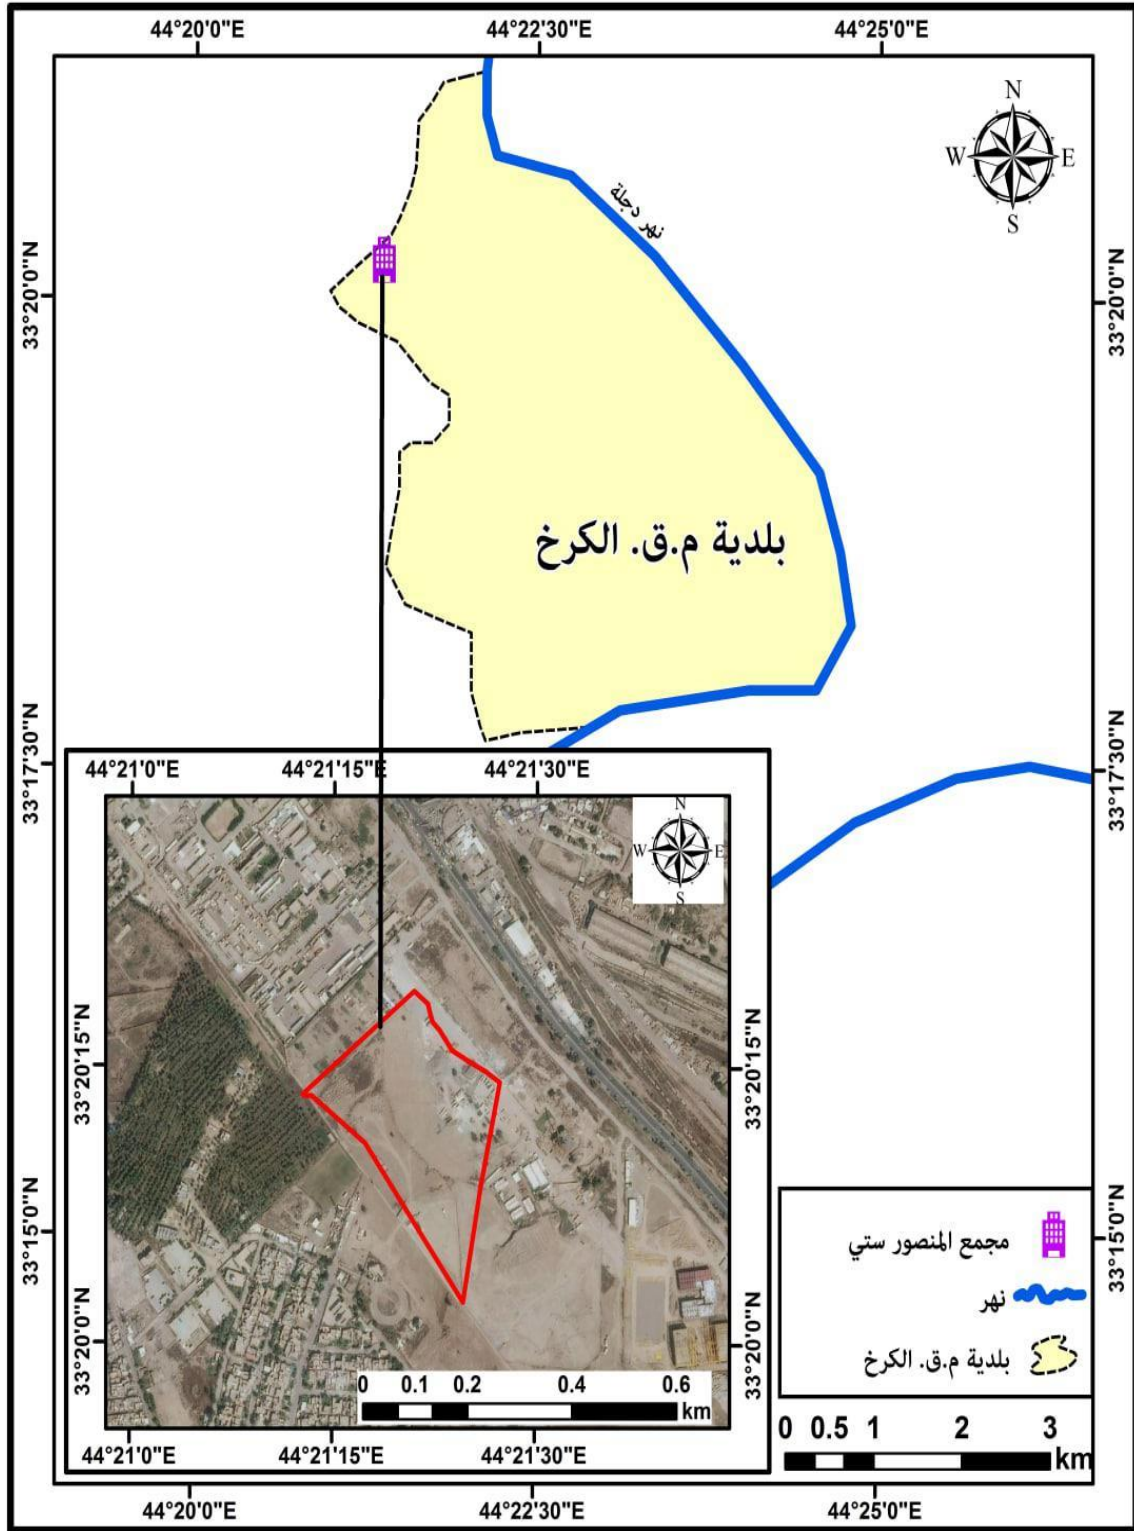 44°20'0"E 44°22'30"E 44°25'0"E
N
W E
S
نهر دجلة
33°20'0"N
33°20'0"N
بلدية م.ق. الكرخ
33°17'30"N
33°17'30"N
44°21'0"E 44°21'15"E 44°21'30"E
N
W E
S
33°20'15"N
33°20'15"N
33°15'0"N
33°15'0"N
مجمع المنصور ستي
نهر
بلدية م.ق. الكرخ
33°20'0"N
33°20'0"N
0 0.1 0.2 0.4 0.6
km
0 0.5 1 2 3
km
44°21'0"E 44°21'15"E 44°21'30"E
44°20'0"E 44°22'30"E 44°25'0"E